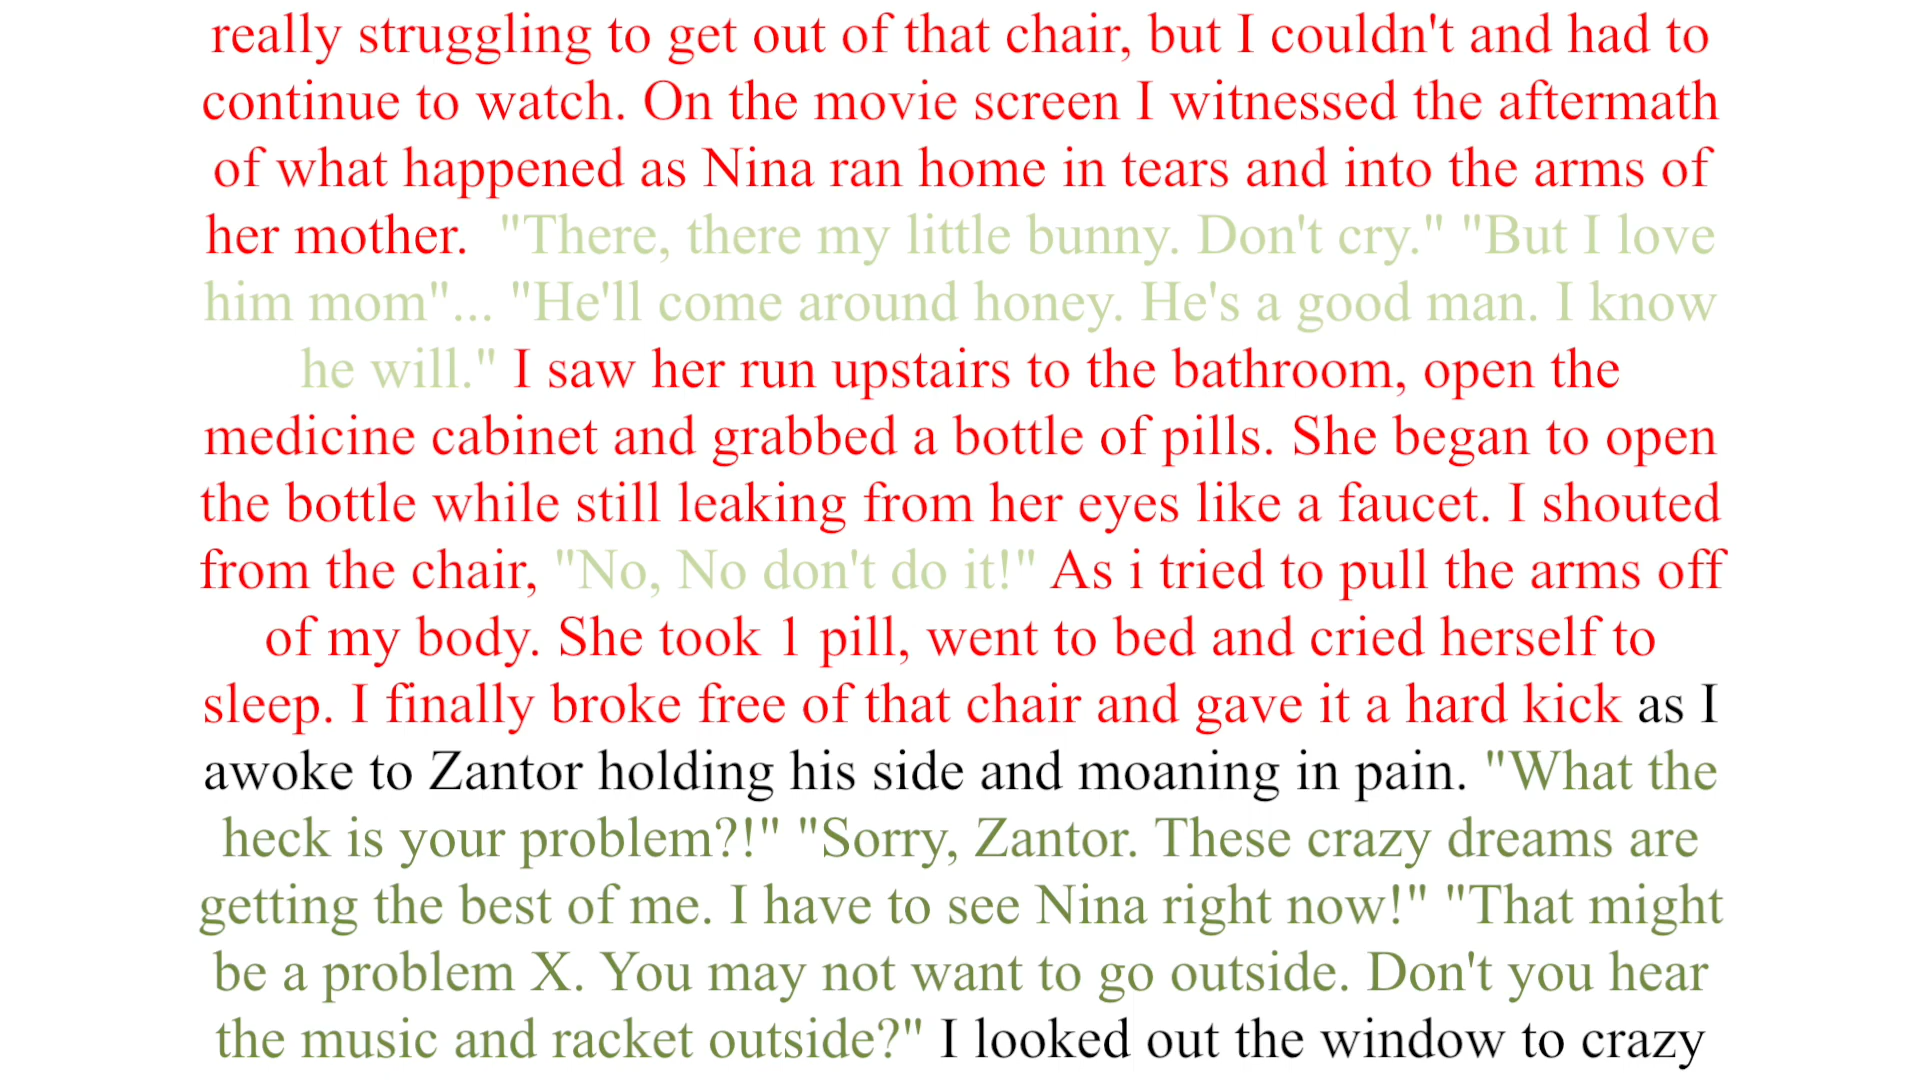 really struggling to get out of that chair, but I couldn't and had to
continue to watch. On the movie screen I witnessed the aftermath
of what happened as Nina ran home in tears and into the arms of
her mother.  "There, there my little bunny. Don't cry." "But I love
him mom"... "He'll come around honey. He's a good man. I know
he will." I saw her run upstairs to the bathroom, open the
medicine cabinet and grabbed a bottle of pills. She began to open
the bottle while still leaking from her eyes like a faucet. I shouted
from the chair, "No, No don't do it!" As i tried to pull the arms off
of my body. She took 1 pill, went to bed and cried herself to
sleep. I finally broke free of that chair and gave it a hard kick as I
awoke to Zantor holding his side and moaning in pain. "What the
heck is your problem?!" "Sorry, Zantor. These crazy dreams are
getting the best of me. I have to see Nina right now!" "That might
be a problem X. You may not want to go outside. Don't you hear
the music and racket outside?" I looked out the window to crazy